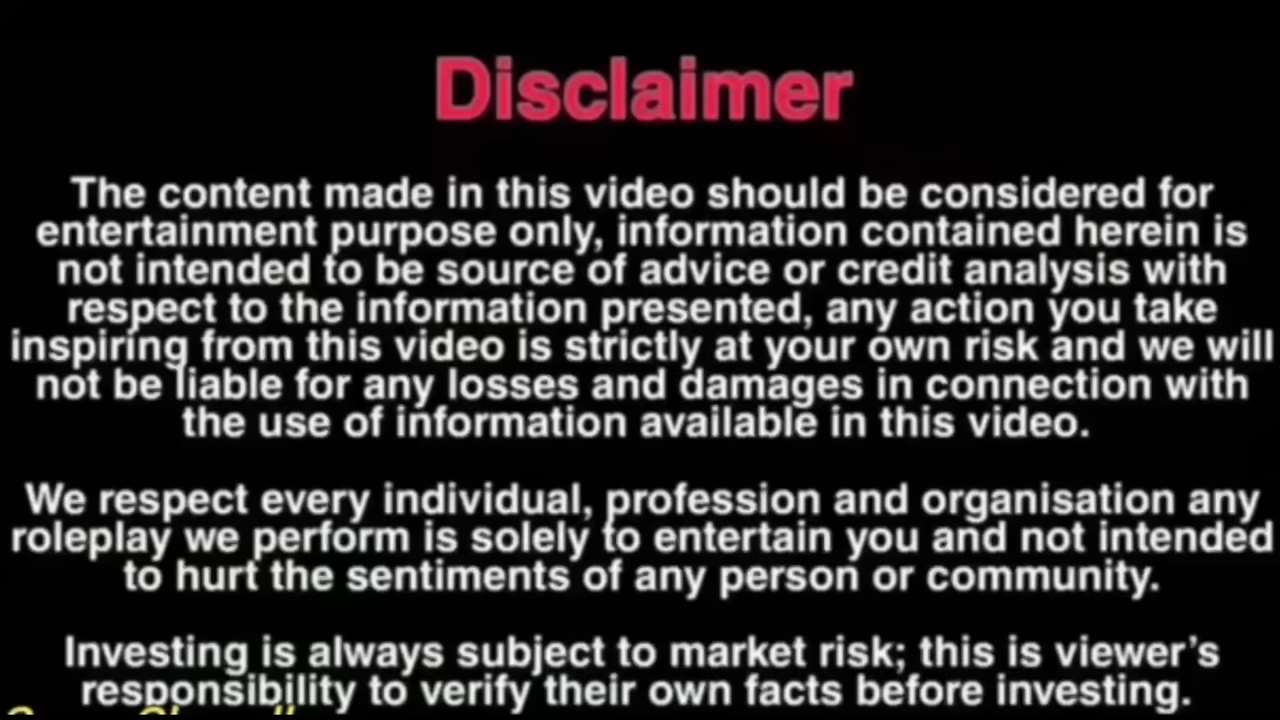 Disclaimer
The content made in this video should be considered for
entertainment purpose only, information contained herein is
not intended to be source of advice or credit analysis with
respect to the information presented, any action you take
inspiring from this video is strictly at your own risk and we will
not be liable for any losses and damages in connection with
the use of information available in this video.
We respect every individual, profession and organisation any
roleplay we perform is solely to entertain you and not intended
to hurt the sentiments of any person or community.
Investing is always subject to market risk; this is viewer's
responsibility to verify their own facts before investing.